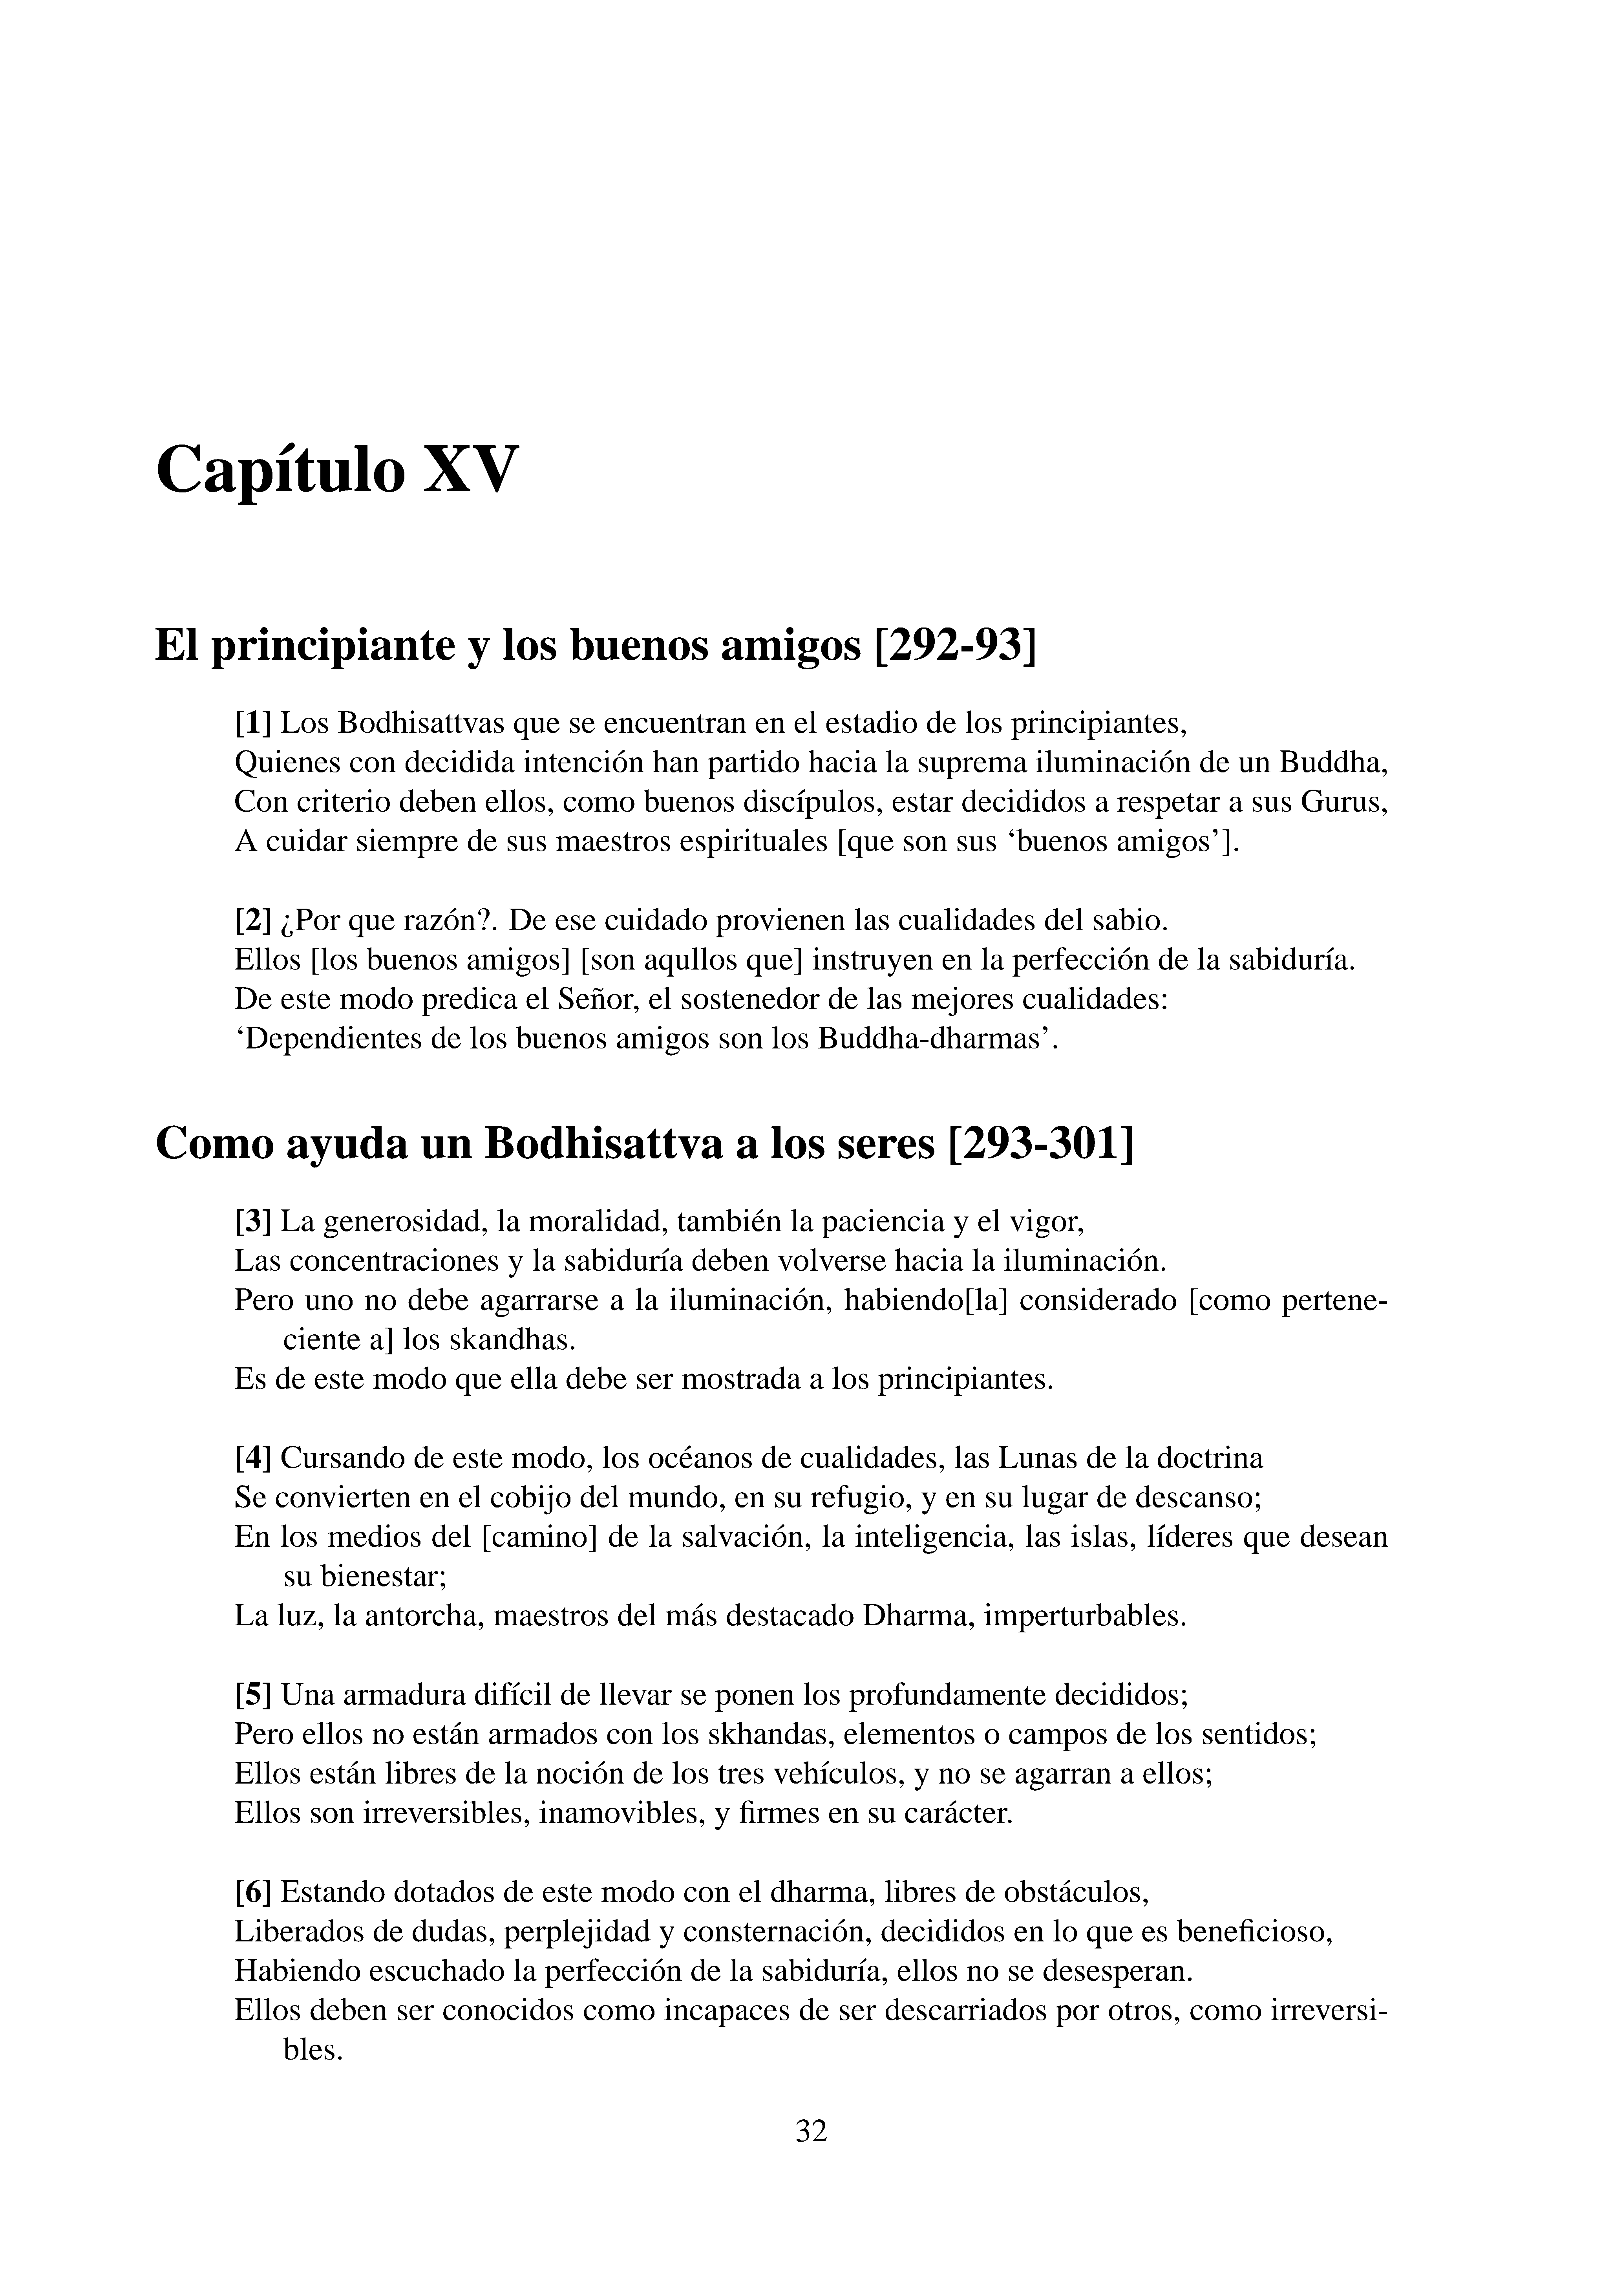 Capítulo XV
El principiante y los buenos amigos [292-93]
[1] Los Bodhisattvas que se encuentran en el estadio de los principiantes,
Quienes con decidida intención han partido hacia la suprema iluminación de un Buddha,
Con criterio deben ellos, como buenos discípulos, estar decididos a respetar a sus Gurus,
A cuidar siempre de sus maestros espirituales [que son sus ‘buenos amigos’].
[2] ¿Por que razón?. De ese cuidado provienen las cualidades del sabio.
Ellos [los buenos amigos] [son aqullos que] instruyen en la perfección de la sabiduría.
De este modo predica el Señor, el sostenedor de las mejores cualidades:
‘Dependientes de los buenos amigos son los Buddha-dharmas’.
Como ayuda un Bodhisattva a los seres [293-301]
[3] La generosidad, la moralidad, también la paciencia y el vigor,
Las concentraciones y la sabiduría deben volverse hacia la iluminación.
Pero uno no debe agarrarse a la iluminación, habiendo[la] considerado [como pertene-
ciente a] los skandhas.
Es de este modo que ella debe ser mostrada a los principiantes.
[4] Cursando de este modo, los océanos de cualidades, las Lunas de la doctrina
Se convierten en el cobijo del mundo, en su refugio, y en su lugar de descanso;
En los medios del [camino] de la salvación, la inteligencia, las islas, líderes que desean
su bienestar;
La luz, la antorcha, maestros del más destacado Dharma, imperturbables.
[5] Una armadura difícil de llevar se ponen los profundamente decididos;
Pero ellos no están armados con los skhandas, elementos o campos de los sentidos;
Ellos están libres de la noción de los tres vehículos, y no se agarran a ellos;
Ellos son irreversibles, inamovibles, y firmes en su carácter.
[6] Estando dotados de este modo con el dharma, libres de obstáculos,
Liberados de dudas, perplejidad y consternación, decididos en lo que es beneficioso,
Habiendo escuchado la perfección de la sabiduría, ellos no se desesperan.
Ellos deben ser conocidos como incapaces de ser descarriados por otros, como irreversi-
bles.
32